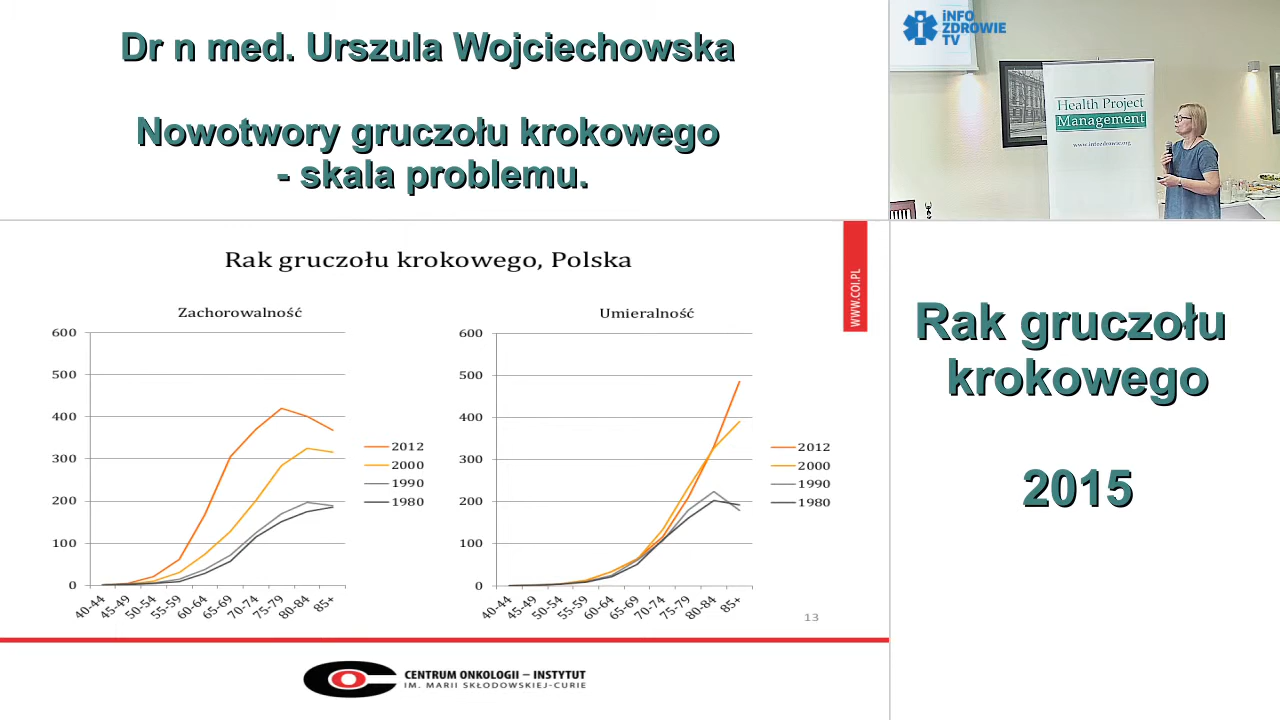 Dr n med. Urszula Wojciechowska
Nowotwory gruczołu krokowego
- skala problemu.
iNFO
ZDROWIE
TV
Health Project
Management
www.infozdrowie.org
Rak gruczołu krokowego, Polska
WWW.COI.PL
Zachorowalność
600
500
400
300
200
100
0
40-44
45-49
50-54
55-59
60-64
65-69
70-74
75-79
80-84
85+
2012
2000
1990
1980
Umieralność
600
500
400
300
200
100
0
40-44
45-49
50-54
55-59
60-64
65-69
70-74
75-79
80-84
85+
2012
2000
1990
1980
13
CENTRUM ONKOLOGII – INSTYTUT
IM. MARII SKŁODOWSKIEJ-CURIE
Rak gruczołu
krokowego
2015